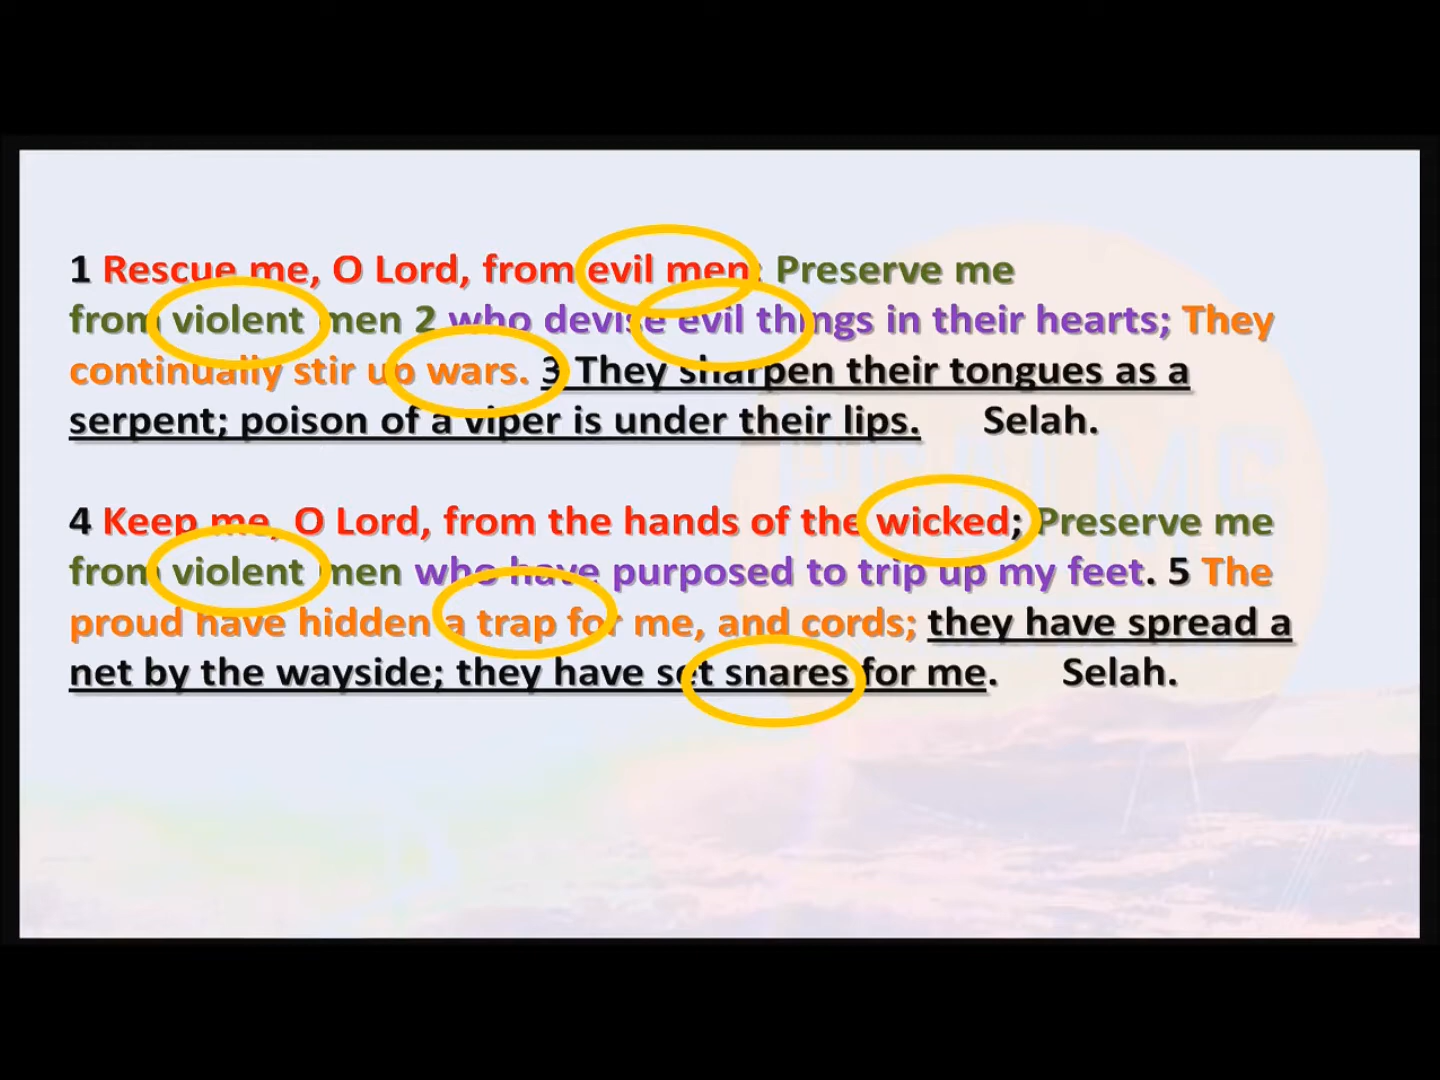 1 Rescue me, O Lord, from evil men; Preserve me
from violent men 2 who devise evil things in their hearts; They
continually stir up wars. 3 They sharpen their tongues as a
serpent; poison of a viper is under their lips. Selah.
4 Keep me, O Lord, from the hands of the wicked; Preserve me
from violent men who have purposed to trip up my feet. 5 The
proud have hidden a trap for me, and cords; they have spread a
net by the wayside; they have set snares for me. Selah.
PSALMS